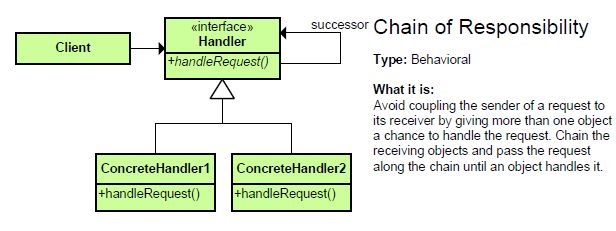 Client
«interface»
Handler
+handleRequest()
successor
ConcreteHandler1
+handleRequest()
ConcreteHandler2
+handleRequest()
Chain of Responsibility
Type: Behavioral
What it is:
Avoid coupling the sender of a request to
its receiver by giving more than one object
a chance to handle the request. Chain the
receiving objects and pass the request
along the chain until an object handles it.